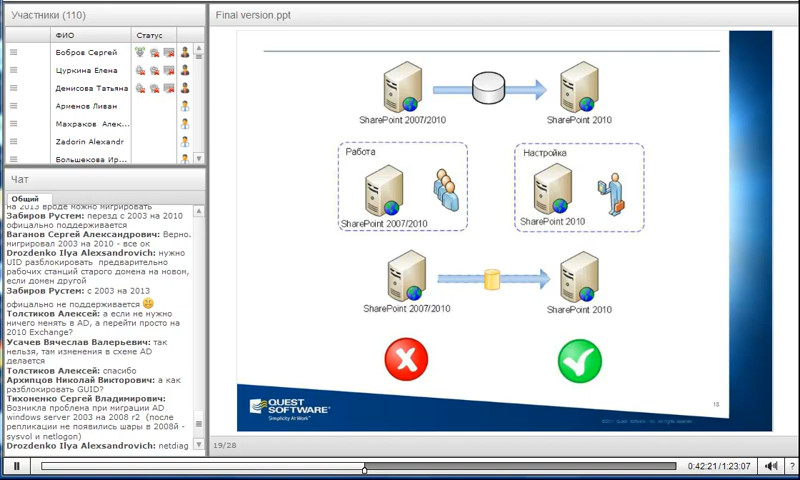 Участники (110)
ФИО
Статус
Бобров Сергей
Цуркина Елена
Денисова Татьяна
Арменов Ливан
Махраков Алек...
Zadorin Alexandr
Большекова Ир...
Чат
Общий
на 2013 вроде можно мигрировать
Забиров Рустен: перезд с 2003 на 2010
официально поддерживается
Ваганов Сергей Александрович: Верно.
мигрировал 2003 на 2010 - все ок
Drozdenko Ilya Alexsandrovich: нужно
UID разблокировать предварительно
рабочих станций старого домена на новом,
если домен другой
Забиров Рустен: с 2003 на 2013
официально не поддерживается
Толстиков Алексей: а если не нужно
ничего менять в AD, а перейти просто на
2010 Exchange?
Усачев Вячеслав Валерьевич: так
нельзя, там изменения в схеме AD
делается
Толстиков Алексей: спасибо
Архипцов Николай Викторович: а как
разблокировать GUID?
Тихоненко Сергей Владимирович:
Возникла проблема при миграции AD
windows server 2003 на 2008 r2 (после
репликации не появились шары в 2008й -
sysvol и netlogon)
Drozdenko Ilya Alexsandrovich: netdiag
Final version.ppt
SharePoint 2007/2010
SharePoint 2010
Работа
SharePoint 2007/2010
Настройка
SharePoint 2010
SharePoint 2007/2010
SharePoint 2010
QUEST
SOFTWARE
Simplicity At Work
18
19/28
0:42:21/1:23:07
?